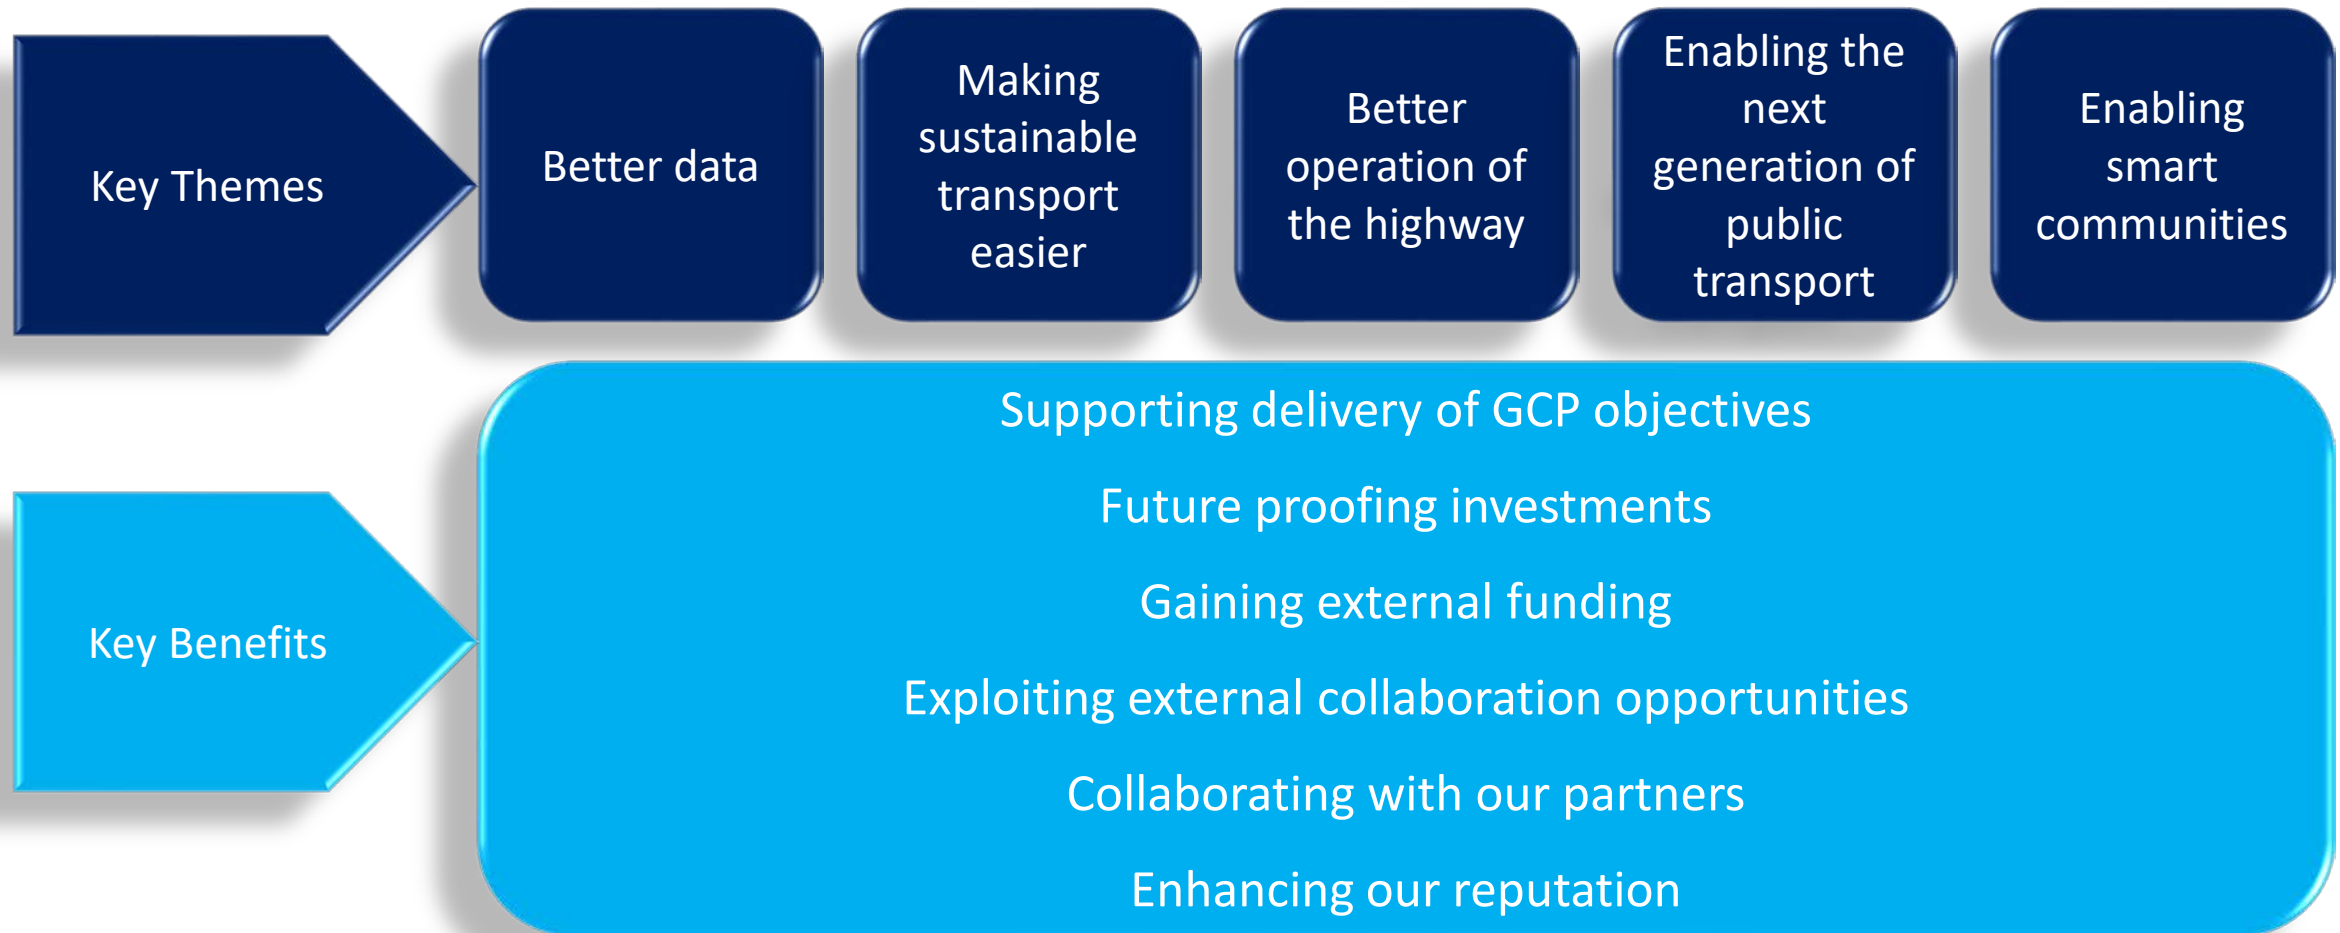 Key Themes
Better data
Making
sustainable
transport
easier
Better
operation of
the highway
Enabling the
next
generation of
public
transport
Enabling
smart
communities
Key Benefits
Supporting delivery of GCP objectives
Future proofing investments
Gaining external funding
Exploiting external collaboration opportunities
Collaborating with our partners
Enhancing our reputation